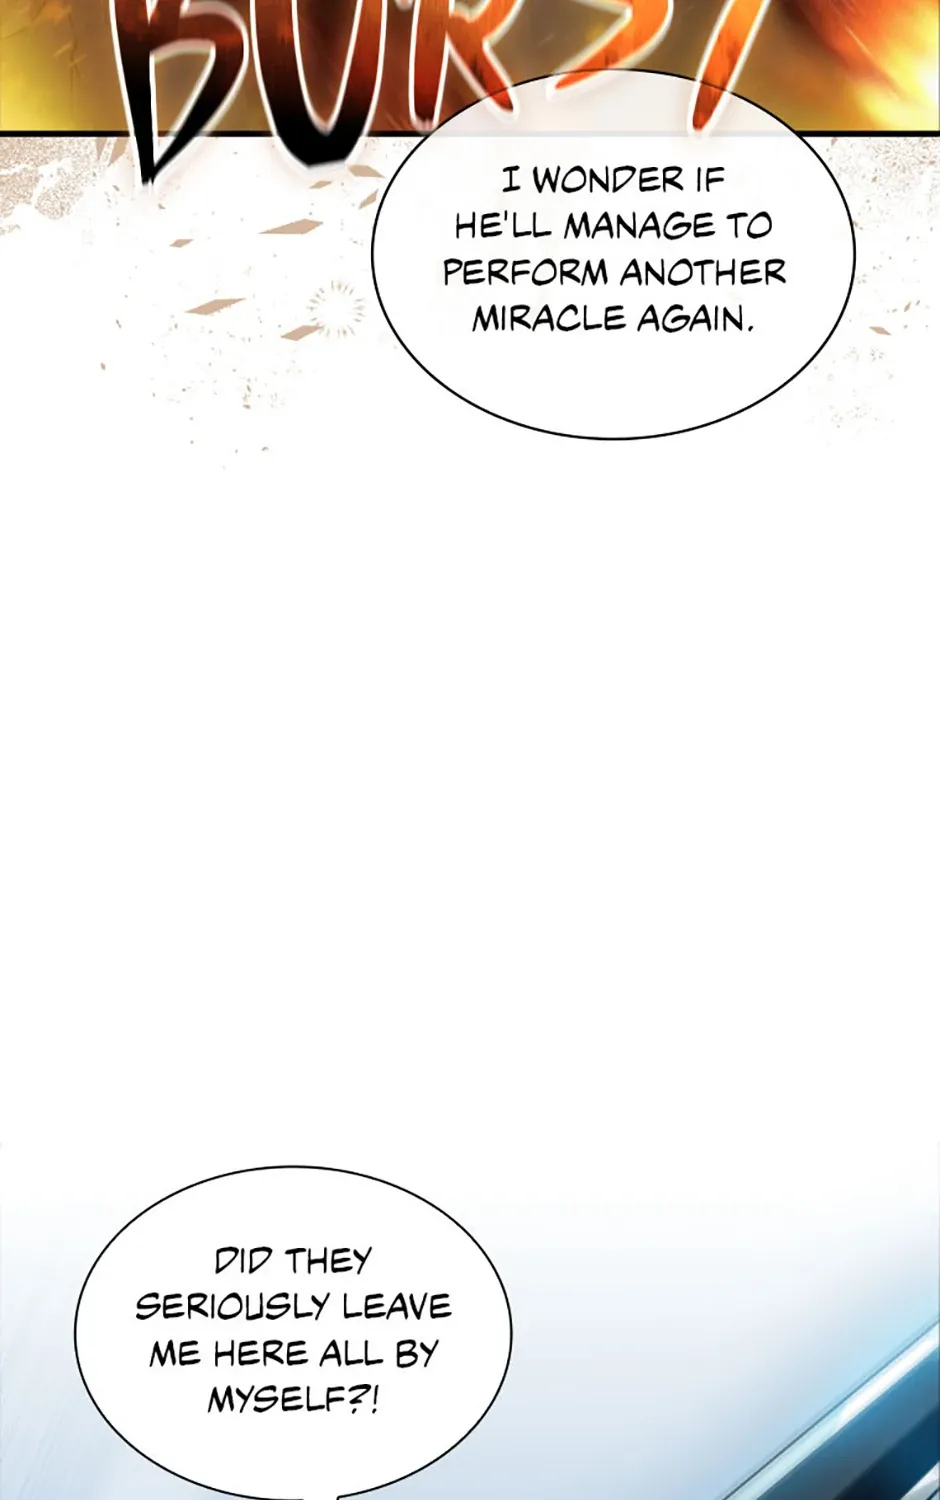 BURST
I WONDER IF
HE'LL MANAGE TO
PERFORM ANOTHER
MIRACLE AGAIN.
DID THEY
SERIOUSLY LEAVE
ME HERE ALL BY
MYSELF?!